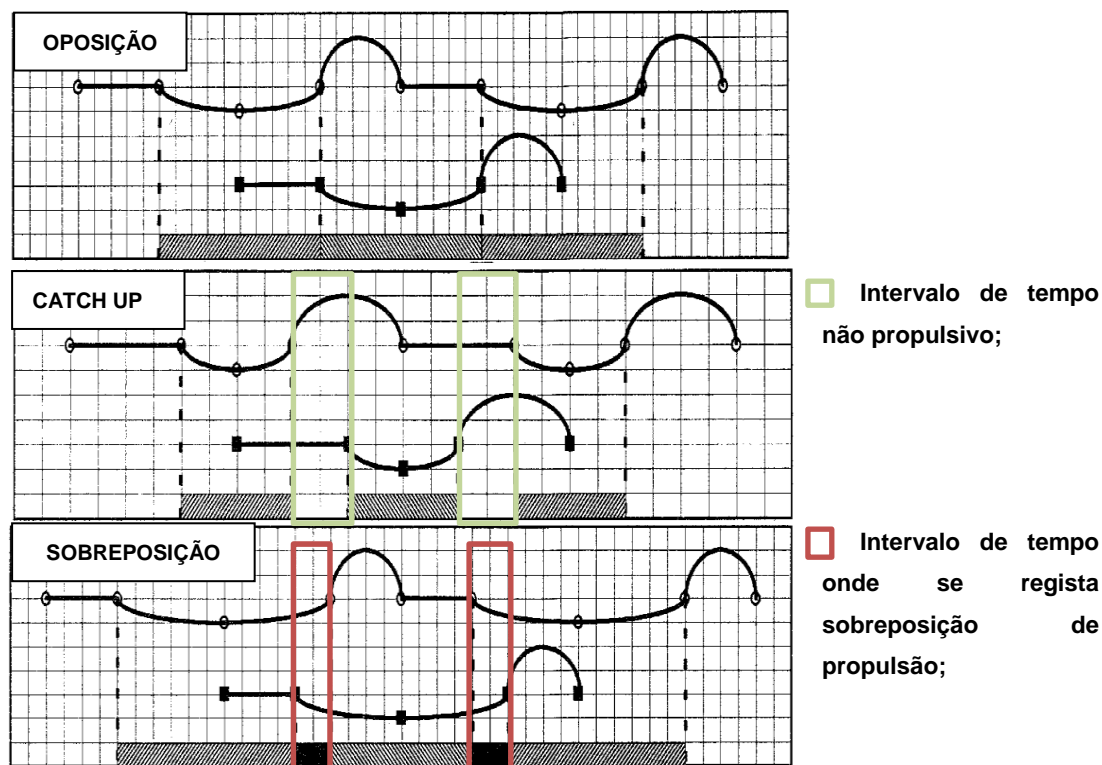 OPOSIÇÃO
CATCH UP
Intervalo de tempo
não propulsivo;
SOBREPOSIÇÃO
Intervalo de tempo
onde se regista
sobreposição de
propulsão;